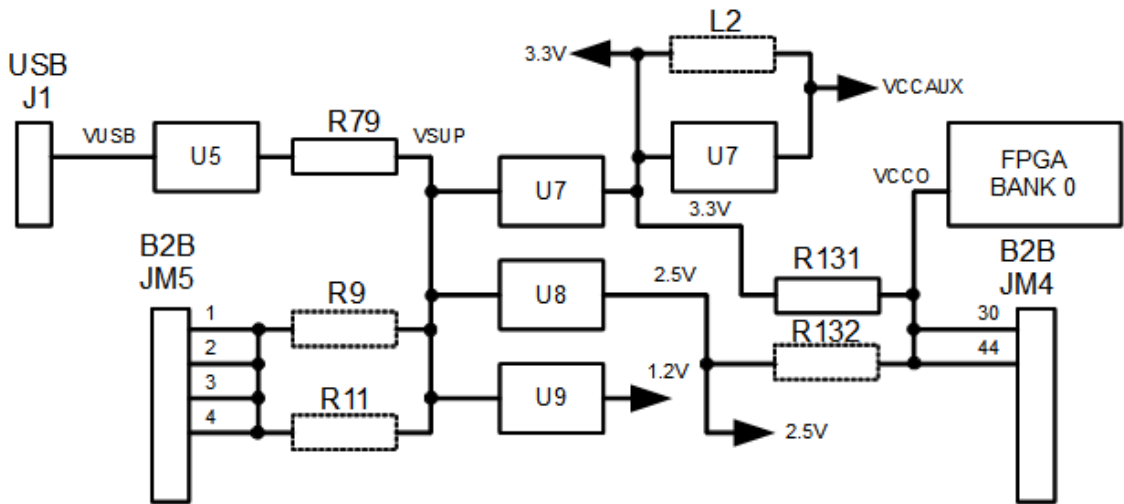 L2
3.3V
VCCAUX
USB
J1
VUSB
U5
R79
VSUP
U7
U7
3.3V
VCCO
FPGA
BANK 0
B2B
JM5
1
2
3
4
R9
R11
U8
2.5V
U9
1.2V
2.5V
R131
R132
B2B
JM4
30
44